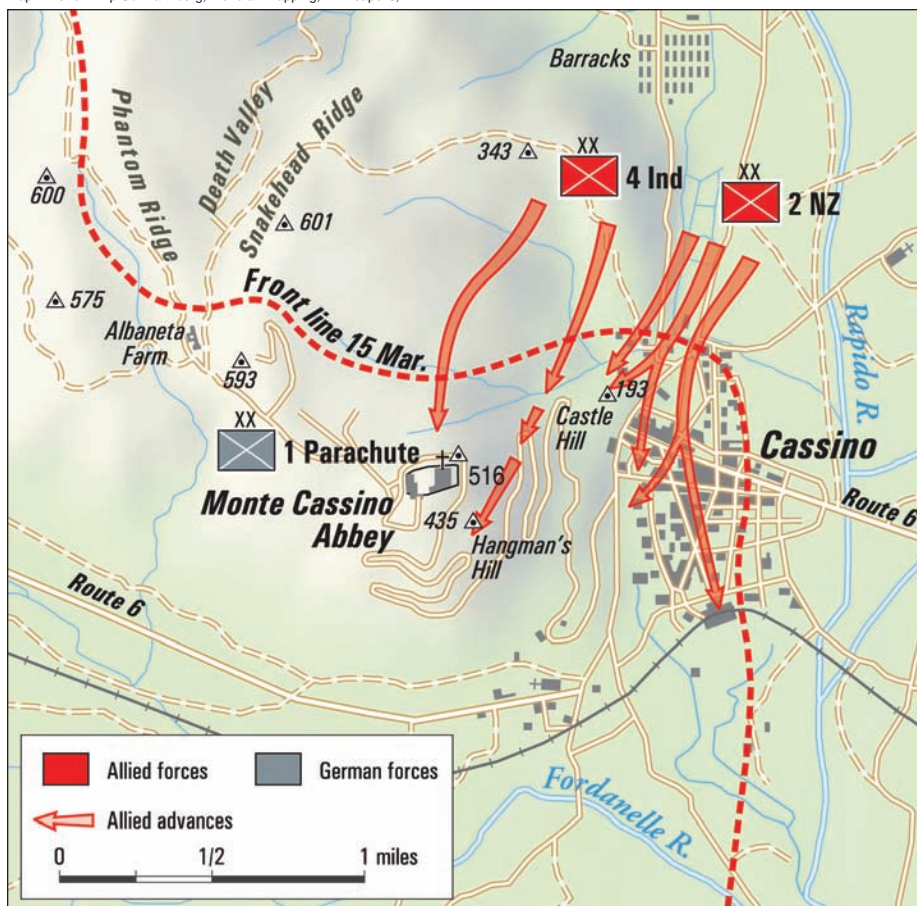 Barracks
Phantom Ridge
Death Valley
Snakehead Ridge
343
XX
4 Ind
XX
2 NZ
600
601
575
Front line 15 Mar.
Albaneta
Farm
593
193
Castle
Hill
Rapido R.
XX
1 Parachute
516
Cassino
Route 6
Monte Cassino
Abbey
435
Hangman's
Hill
Route 6
Allied forces
German forces
Allied advances
0
1/2
1 miles
Fordanelle R.